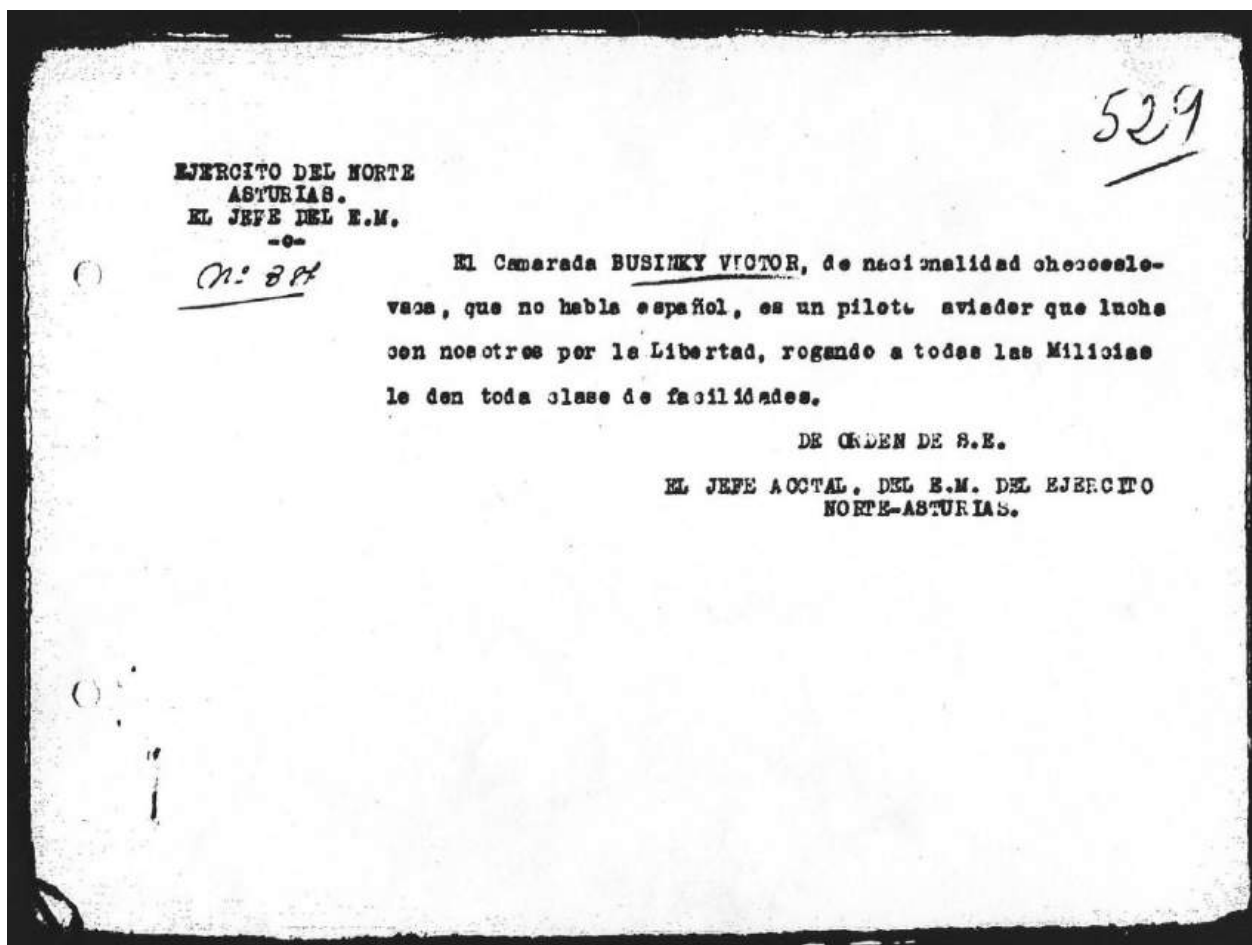 529
EJERCITO DEL NORTE
ASTURIAS.
EL JEFE DEL E.M.
-o-
Nº 384
El Camarada BUSINKY VICTOR, de nacionalidad checoeslo-
vaca, que no habla español, es un piloto aviador que lucha
con nosotros por la Libertad, rogando a todas las Milicias
le den toda clase de facilidades.
DE ORDEN DE S.E.
EL JEFE ACCTAL. DEL E.M. DEL EJERCITO
NORTE-ASTURIAS.